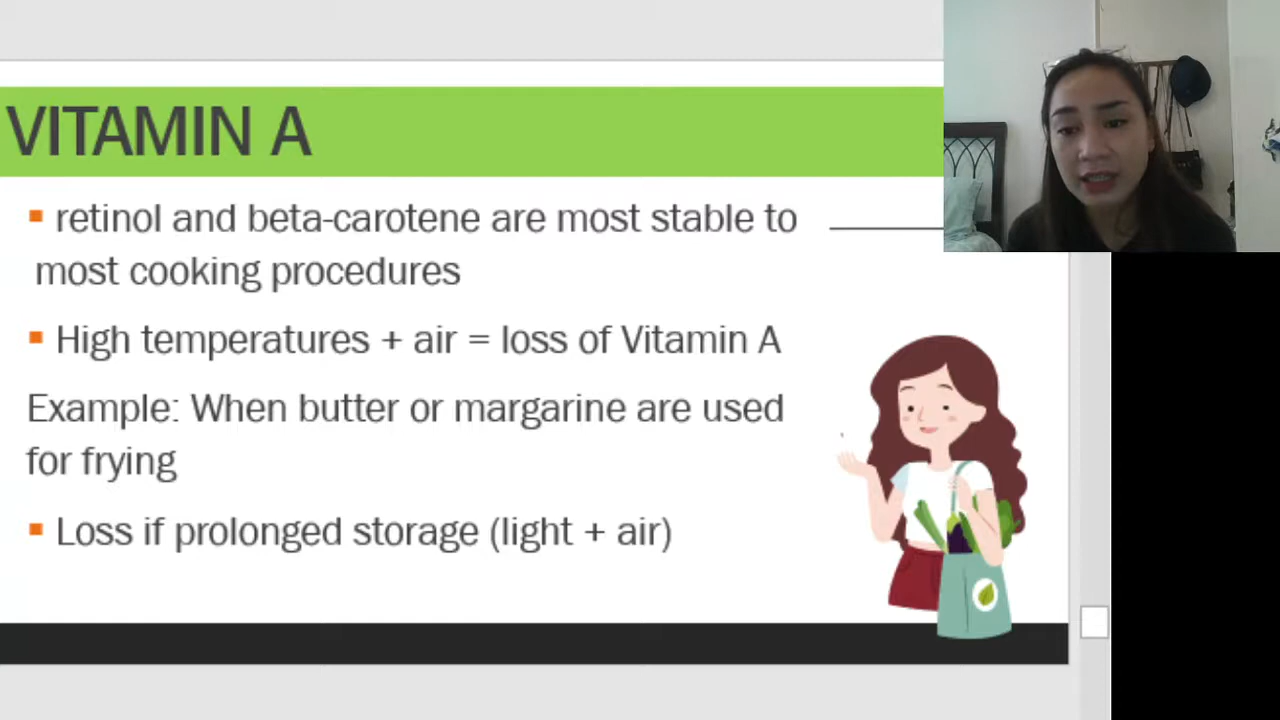 VITAMIN A
▪ retinol and beta-carotene are most stable to
most cooking procedures
▪ High temperatures + air = loss of Vitamin A
Example: When butter or margarine are used
for frying
▪ Loss if prolonged storage (light + air)